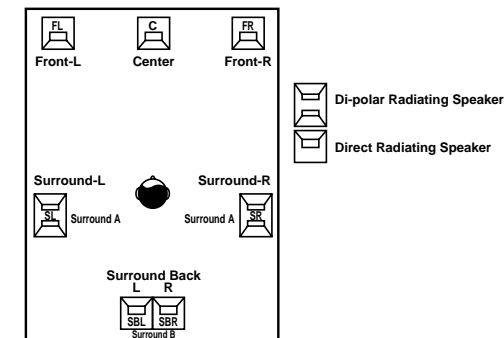 FL C FR
Front-L Center Front-R
Di-polar Radiating Speaker
Direct Radiating Speaker
Surround-L Surround-R
SL Surround A Surround A SR
Surround Back
L R
SBL SBR
Surround B